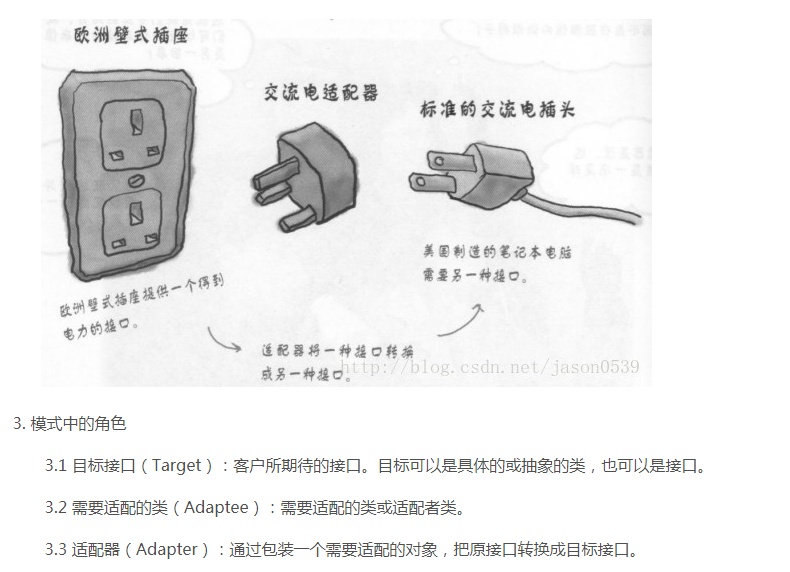 欧洲壁式插座
交流电适配器
标准的交流电插头
美国制造的笔记本电脑
需要另一种接口。
欧洲壁式插座提供一个得到
电力的接口。
适配器将一种接口转换
成另一种接口。
http://blog.csdn.net/jason0539
3. 模式中的角色
3.1 目标接口（Target）：客户所期待的接口。目标可以是具体的或抽象的类，也可以是接口。
3.2 需要适配的类（Adaptee）：需要适配的类或适配者类。
3.3 适配器（Adapter）：通过包装一个需要适配的对象，把原接口转换成目标接口。